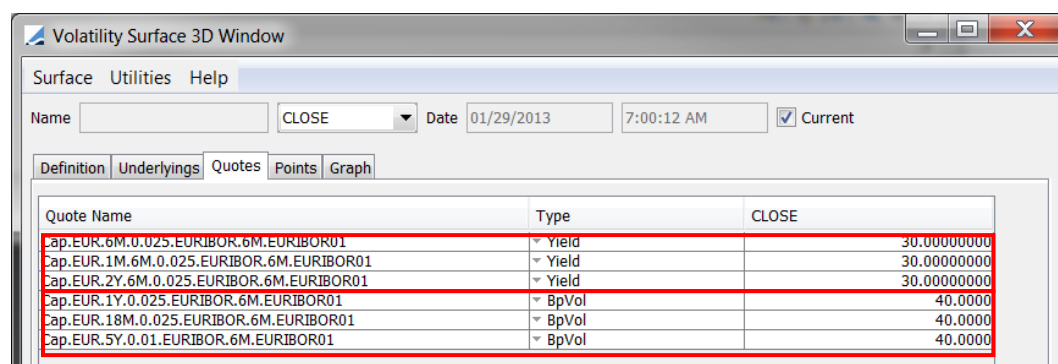 Volatility Surface 3D Window
Surface Utilities Help
Name CLOSE Date 01/29/2013 7:00:12 AM Current
Definition Underlyings Quotes Points Graph
Quote Name Type CLOSE
Cap.EUR.6M.0.025.EURIBOR.6M.EURIBOR01 Yield 30.00000000
Cap.EUR.1M.6M.0.025.EURIBOR.6M.EURIBOR01 Yield 30.00000000
Cap.EUR.2Y.6M.0.025.EURIBOR.6M.EURIBOR01 Yield 30.00000000
Cap.EUR.1Y.0.025.EURIBOR.6M.EURIBOR01 BpVol 40.0000
Cap.EUR.18M.0.025.EURIBOR.6M.EURIBOR01 BpVol 40.0000
Cap.EUR.5Y.0.01.EURIBOR.6M.EURIBOR01 BpVol 40.0000